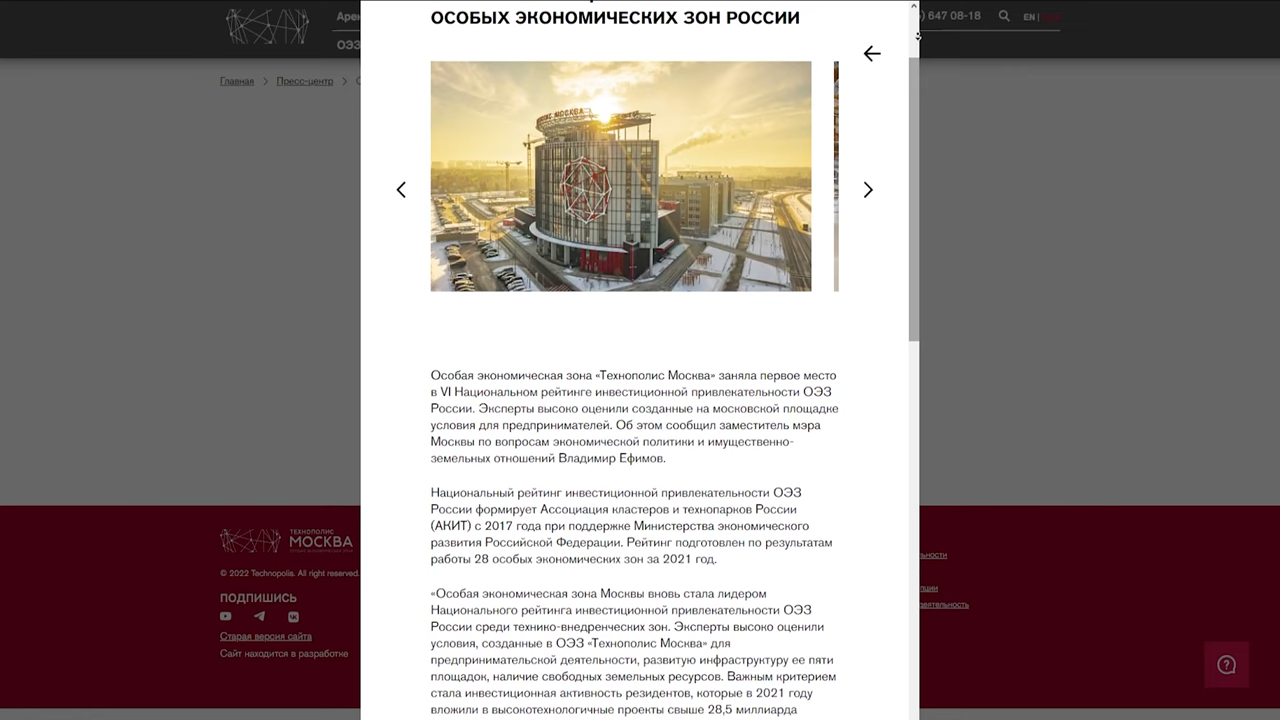 ОСОБЫХ ЭКОНОМИЧЕСКИХ ЗОН РОССИИ
647 08-18
EN |
ОЭЗ
Главная > Пресс-центр >
МОСКВА
Особая экономическая зона «Технополис Москва» заняла первое место
в VI Национальном рейтинге инвестиционной привлекательности ОЭЗ
России. Эксперты высоко оценили созданные на московской площадке
условия для предпринимателей. Об этом сообщил заместитель мэра
Москвы по вопросам экономической политики и имущественно-
земельных отношений Владимир Ефимов.
Национальный рейтинг инвестиционной привлекательности ОЭЗ
России формирует Ассоциация кластеров и технопарков России
(АКИТ) с 2017 года при поддержке Министерства экономического
развития Российской Федерации. Рейтинг подготовлен по результатам
работы 28 особых экономических зон за 2021 год.
«Особая экономическая зона Москвы вновь стала лидером
Национального рейтинга инвестиционной привлекательности ОЭЗ
России среди технико-внедренческих зон. Эксперты высоко оценили
условия, созданные в ОЭЗ «Технополис Москва» для
предпринимательской деятельности, развитую инфраструктуру ее пяти
площадок, наличие свободных земельных ресурсов. Важным критерием
стала инвестиционная активность резидентов, которые в 2021 году
вложили в высокотехнологичные проекты свыше 28,5 миллиарда
ТЕХНОПОЛИС
МОСКВА
© 2022 Technopolis. All right reserved.
ПОДПИШИСЬ
Старая версия сайта
Сайт находится в разработке